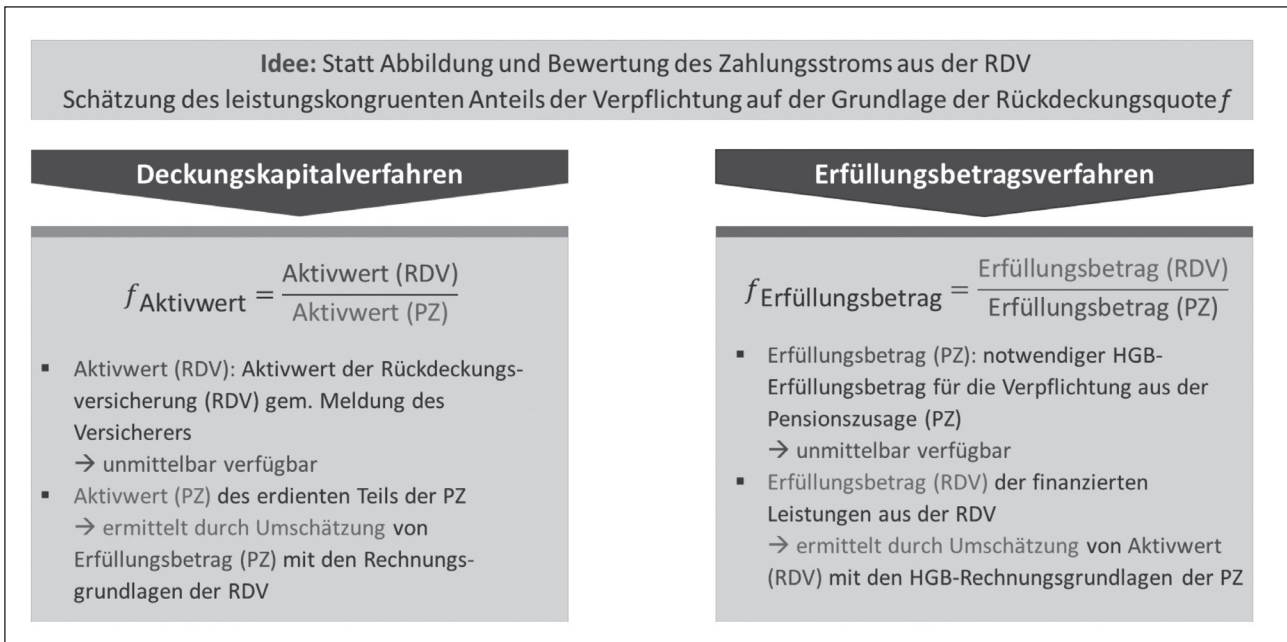 Idee: Statt Abbildung und Bewertung des Zahlungsstroms aus der RDV
Schätzung des leistungskongruenten Anteils der Verpflichtung auf der Grundlage der Rückdeckungsquote f
Deckungskapitalverfahren
f Aktivwert = Aktivwert (RDV) / Aktivwert (PZ)
▪ Aktivwert (RDV): Aktivwert der Rückdeckungs-
versicherung (RDV) gem. Meldung des
Versicherers
→ unmittelbar verfügbar
▪ Aktivwert (PZ) des erdienten Teils der PZ
→ ermittelt durch Umschätzung von
Erfüllungsbetrag (PZ) mit den Rechnungs-
grundlagen der RDV
Erfüllungsbetragsverfahren
f Erfüllungsbetrag = Erfüllungsbetrag (RDV) / Erfüllungsbetrag (PZ)
▪ Erfüllungsbetrag (PZ): notwendiger HGB-
Erfüllungsbetrag für die Verpflichtung aus der
Pensionszusage (PZ)
→ unmittelbar verfügbar
▪ Erfüllungsbetrag (RDV) der finanzierten
Leistungen aus der RDV
→ ermittelt durch Umschätzung von Aktivwert
(RDV) mit den HGB-Rechnungsgrundlagen der PZ